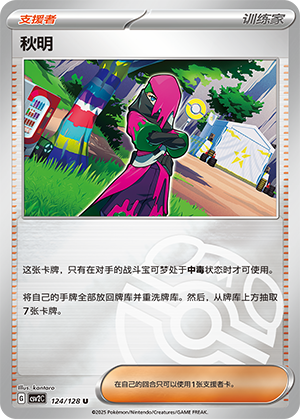 支援者 训练家
秋明
这张卡牌，只有在对手的战斗宝可梦处于中毒状态时才可使用。
将自己的手牌全部放回牌库并重洗牌库。然后，从牌库上方抽取
7张卡牌。
Illus. kantaro
G CSV2C 124/128 U
在自己的回合只可以使用1张支援者卡。
©2025 Pokémon/Nintendo/Creatures/GAME FREAK.